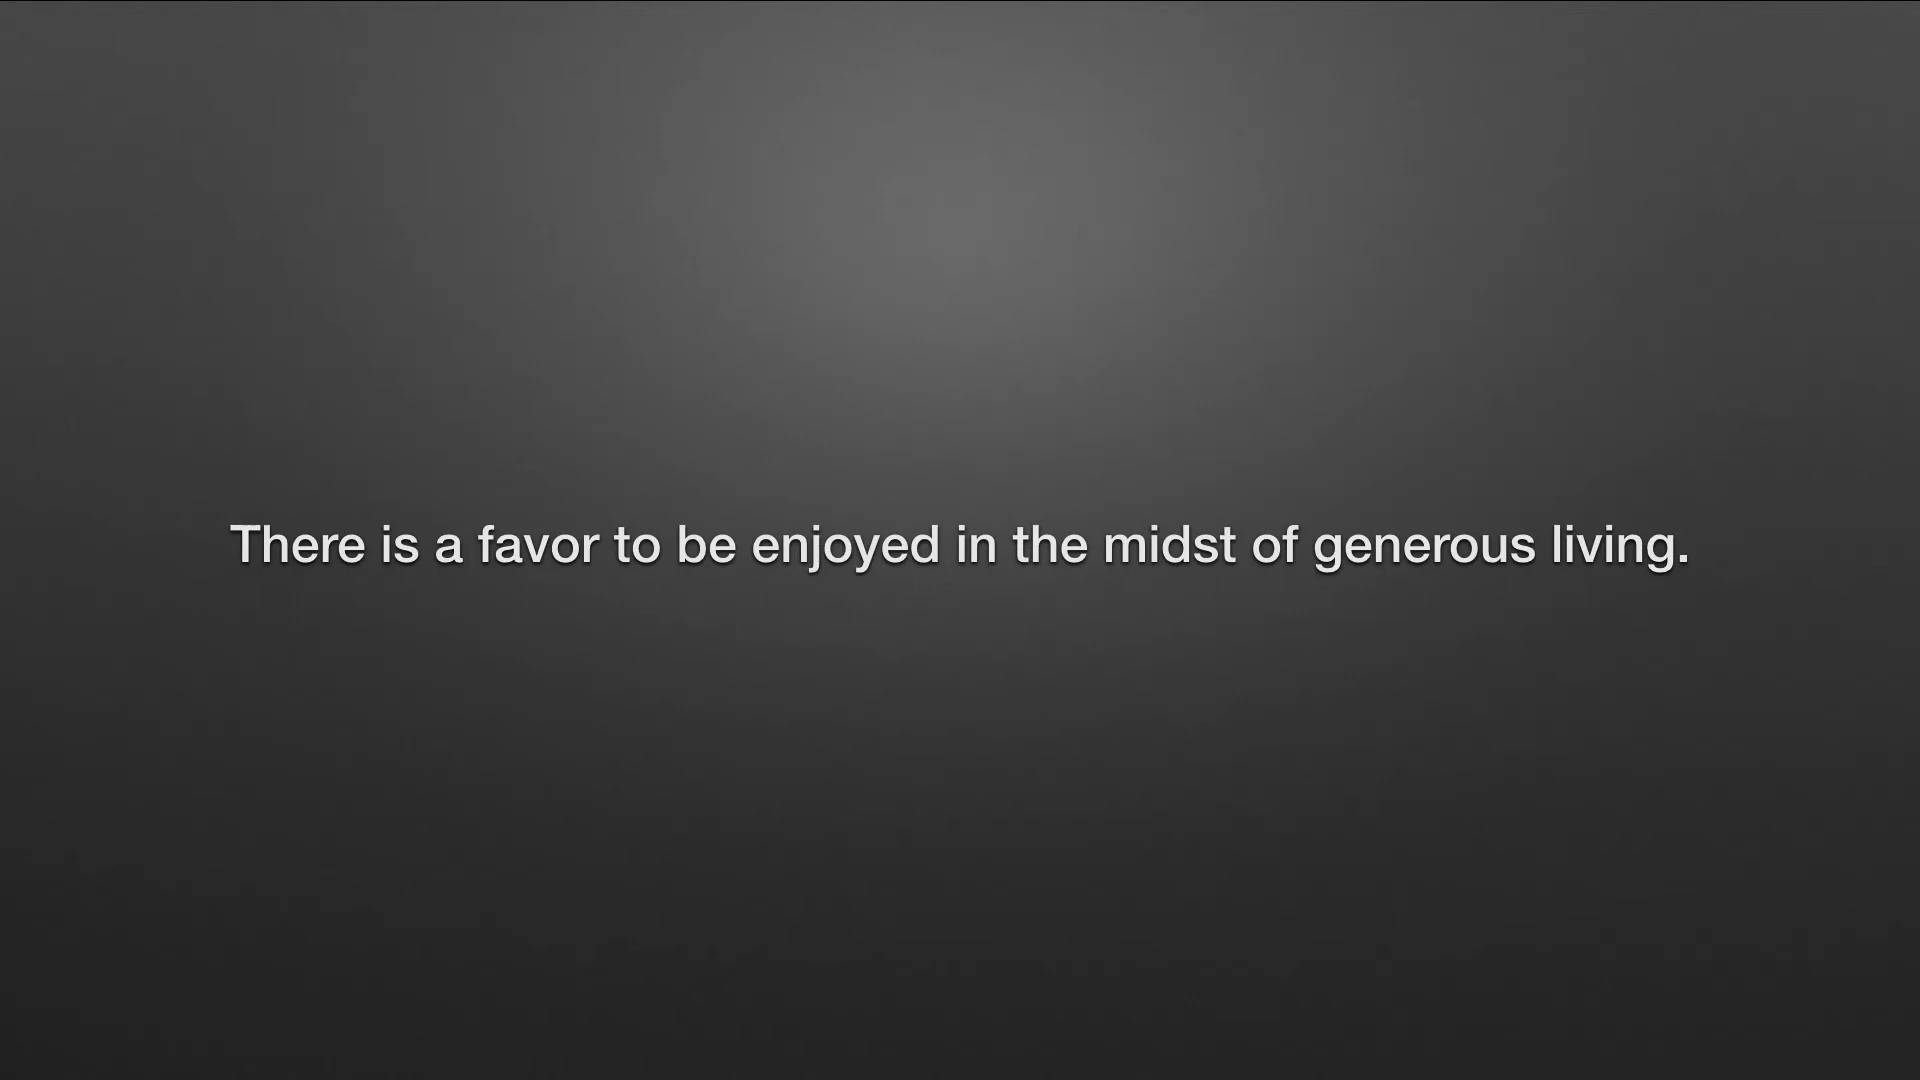 There is a favor to be enjoyed in the midst of generous living.